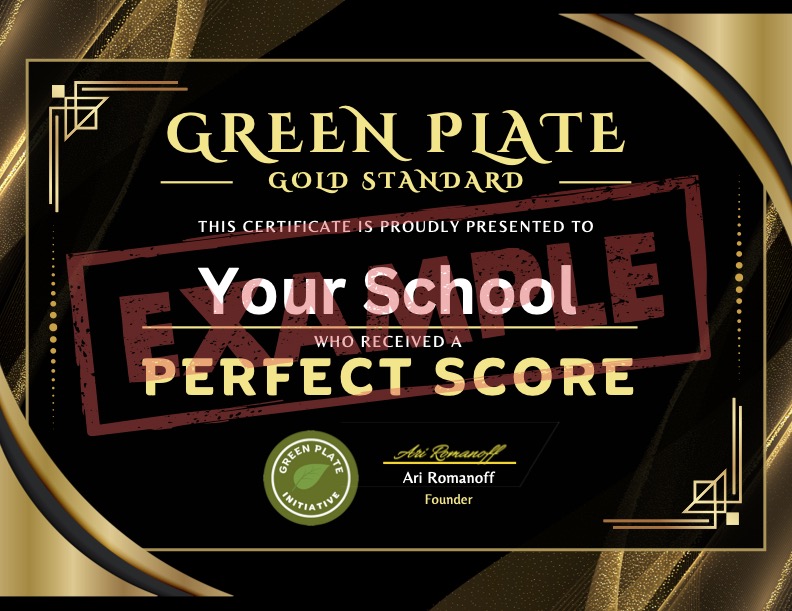 GREEN PLATE
GOLD STANDARD
THIS CERTIFICATE IS PROUDLY PRESENTED TO
Your School
EXAMPLE
WHO RECEIVED A
PERFECT SCORE
GREEN PLATE
INITIATIVE
Ari Romanoff
Ari Romanoff
Founder